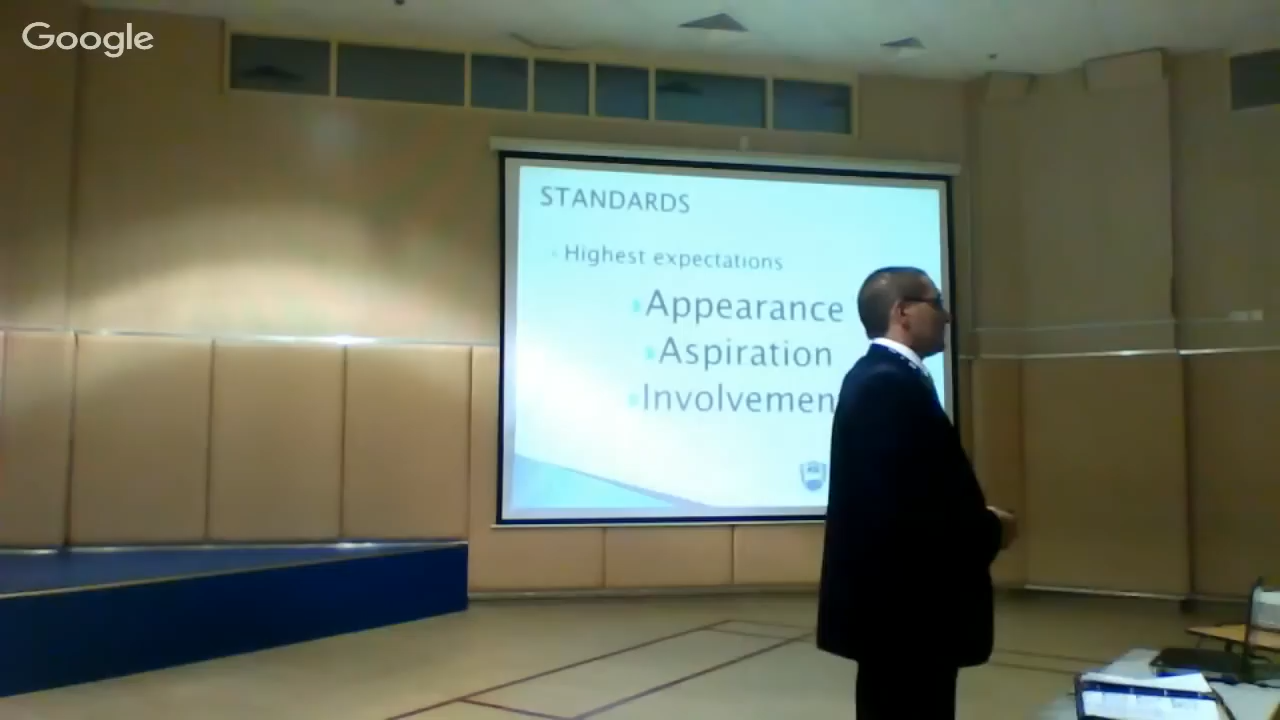 Google
STANDARDS
Highest expectations
Appearance
Aspiration
Involvemen